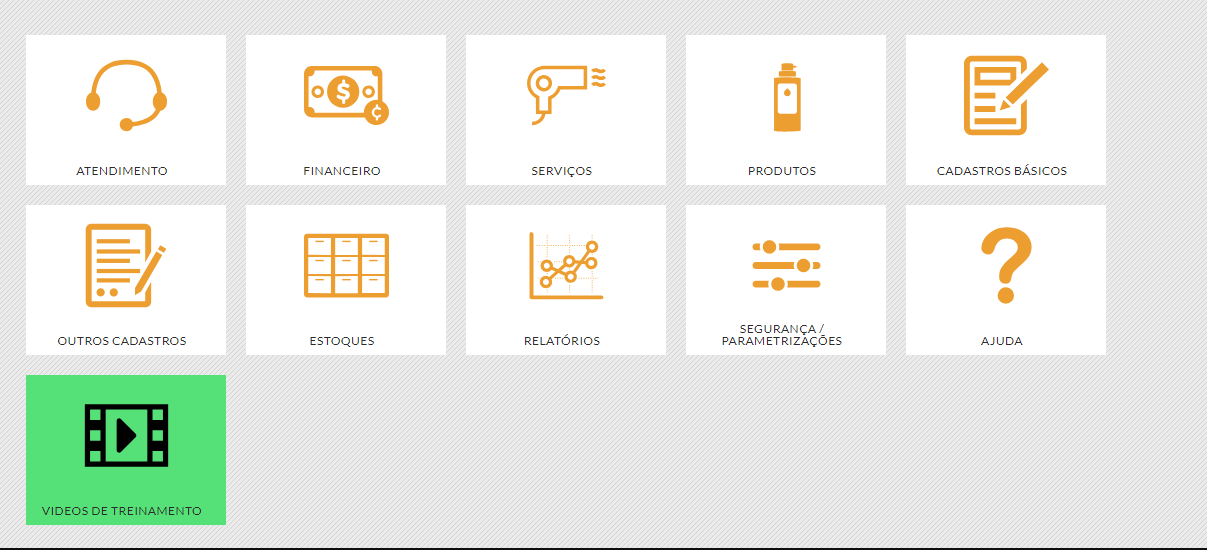 ATENDIMENTO
FINANCEIRO
SERVIÇOS
PRODUTOS
CADASTROS BÁSICOS
OUTROS CADASTROS
ESTOQUES
RELATÓRIOS
SEGURANÇA /
PARAMETRIZAÇÕES
AJUDA
VIDEOS DE TREINAMENTO